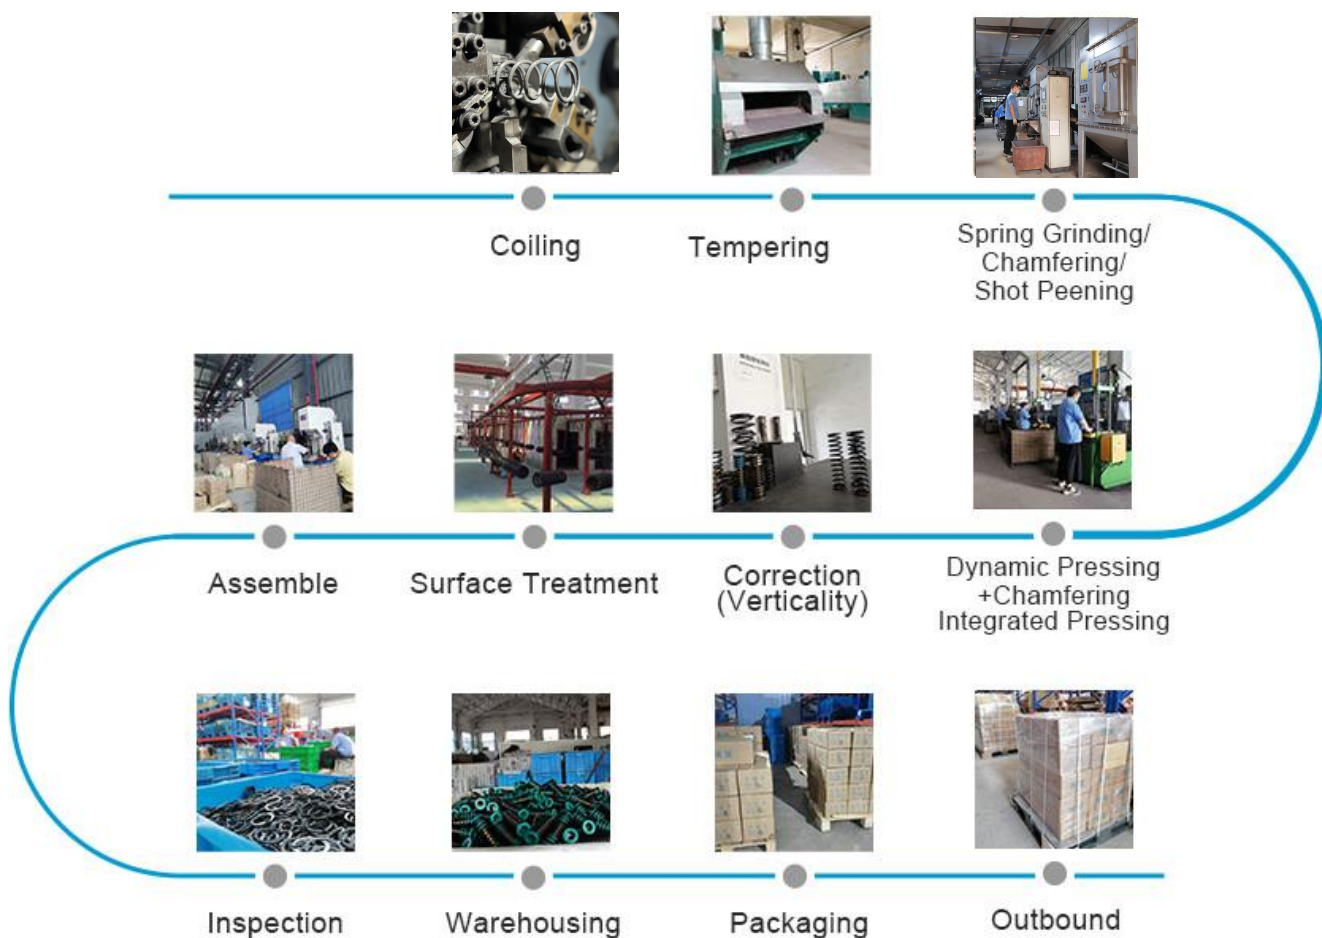 Coiling
Tempering
Spring Grinding/
Chamfering/
Shot Peening
Dynamic Pressing
+Chamfering
Integrated Pressing
Correction
(Verticality)
Surface Treatment
Assemble
Inspection
Warehousing
Packaging
Outbound